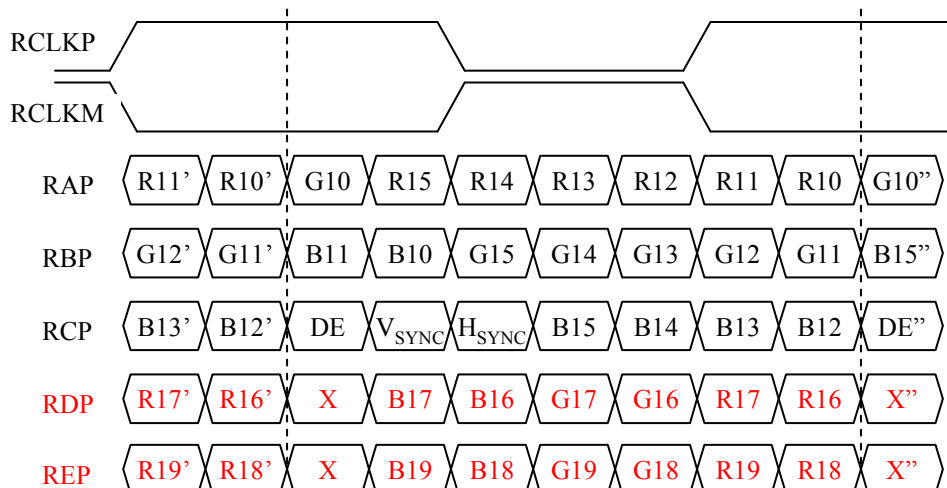 RCLKP
RCLKM
RAP R11’ R10’ G10 R15 R14 R13 R12 R11 R10 G10”
RBP G12’ G11’ B11 B10 G15 G14 G13 G12 G11 B15”
RCP B13’ B12’ DE VSYNC HSYNC B15 B14 B13 B12 DE”
RDP R17’ R16’ X B17 B16 G17 G16 R17 R16 X”
REP R19’ R18’ X B19 B18 G19 G18 R19 R18 X”